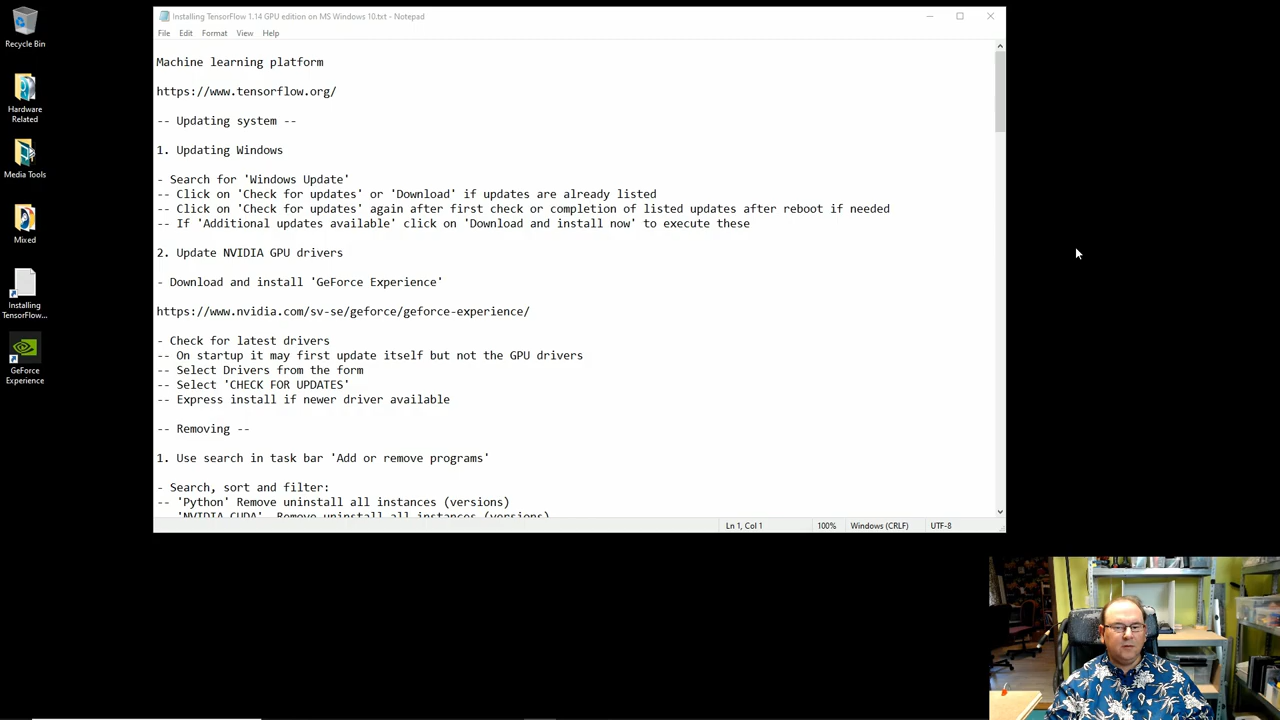 Recycle Bin
Hardware
Related
Media Tools
Mixed
Installing
TensorFlow...
GeForce
Experience
Installing TensorFlow 1.14 GPU edition on MS Windows 10.txt - Notepad
File Edit Format View Help
Machine learning platform
https://www.tensorflow.org/
-- Updating system --
1. Updating Windows
- Search for 'Windows Update'
-- Click on 'Check for updates' or 'Download' if updates are already listed
-- Click on 'Check for updates' again after first check or completion of listed updates after reboot if needed
-- If 'Additional updates available' click on 'Download and install now' to execute these
2. Update NVIDIA GPU drivers
- Download and install 'GeForce Experience'
https://www.nvidia.com/sv-se/geforce/geforce-experience/
- Check for latest drivers
-- On startup it may first update itself but not the GPU drivers
-- Select Drivers from the form
-- Select 'CHECK FOR UPDATES'
-- Express install if newer driver available
-- Removing --
1. Use search in task bar 'Add or remove programs'
- Search, sort and filter:
-- 'Python' Remove uninstall all instances (versions)
-- 'NVIDIA CUDA' Remove uninstall all instances (versions)
Ln 1, Col 1 100% Windows (CRLF) UTF-8